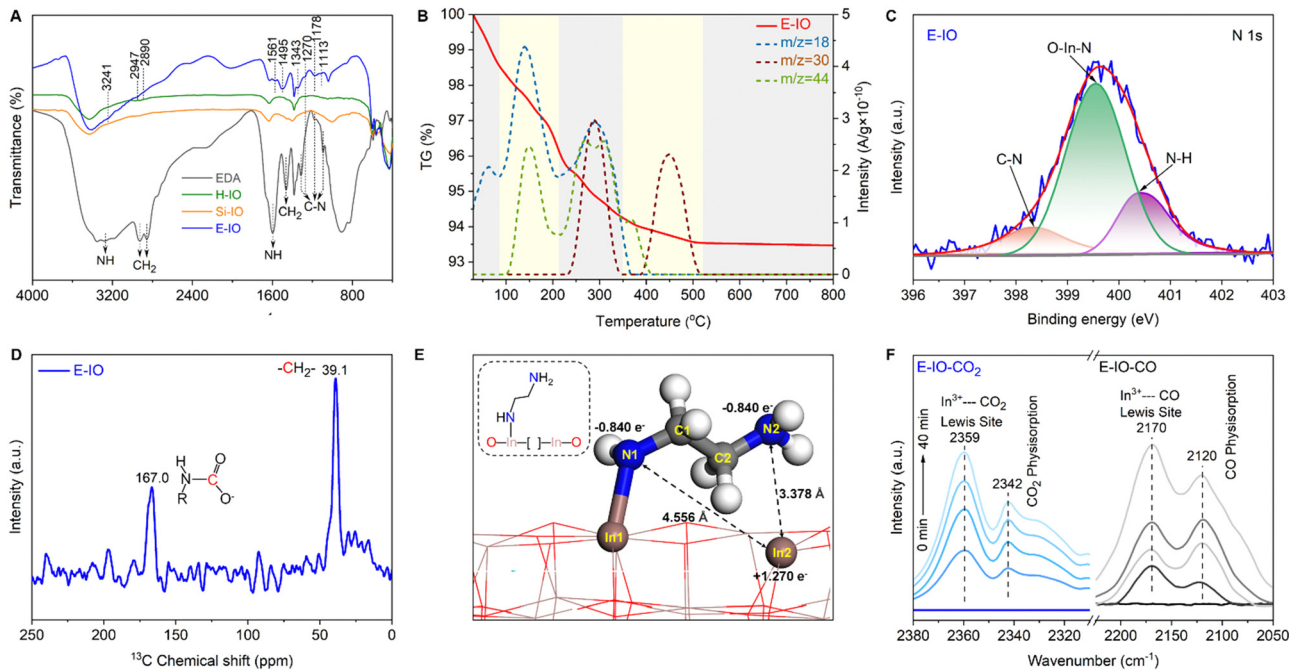 A
3241
2947
2890
1561
1495
1343
1270
1178
1113
EDA
H-IO
Si-IO
E-IO
NH
CH2
NH
CH2
C-N
Transmittance (%)
4000 3200 2400 1600 800
B
E-IO
m/z=18
m/z=30
m/z=44
TG (%)
100
99
98
97
96
95
94
93
92
Intensity (A/g×10-10)
5
4
3
2
1
0
100 200 300 400 500 600 700 800
Temperature (oC)
C
E-IO
N 1s
O-In-N
C-N
N-H
Intensity (a.u.)
396 397 398 399 400 401 402 403
Binding energy (eV)
D
E-IO
-CH2-
39.1
167.0
H
N
R
C
O
O-
Intensity (a.u.)
250 200 150 100 50 0
13C Chemical shift (ppm)
E
NH2
HN
O-In-[ ]-In-O
-0.840 e-
-0.840 e-
N1
C1
C2
N2
3.378 Å
4.556 Å
In1
In2
+1.270 e-
F
E-IO-CO2
E-IO-CO
In3+--- CO2
Lewis Site
2359
2342
CO2 Physisorption
In3+--- CO
Lewis Site
2170
2120
CO Physisorption
0 min
40 min
Intensity (a.u.)
2380 2360 2340 2320 2200 2150 2100 2050
Wavenumber (cm-1)